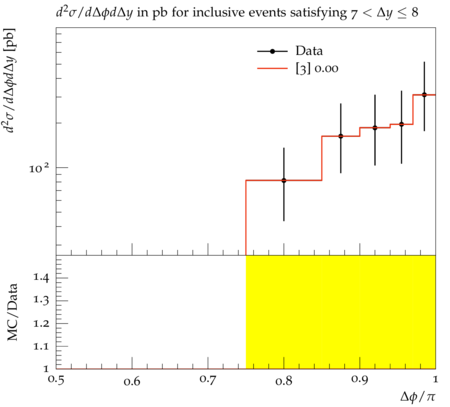 d²σ/dΔφdΔy in pb for inclusive events satisfying 7 < Δy ≤ 8
d²σ/dΔφdΔy [pb]
Data
[3] 0.00
10²
MC/Data
1.4
1.3
1.2
1.1
1
0.5 0.6 0.7 0.8 0.9 1
Δφ/π